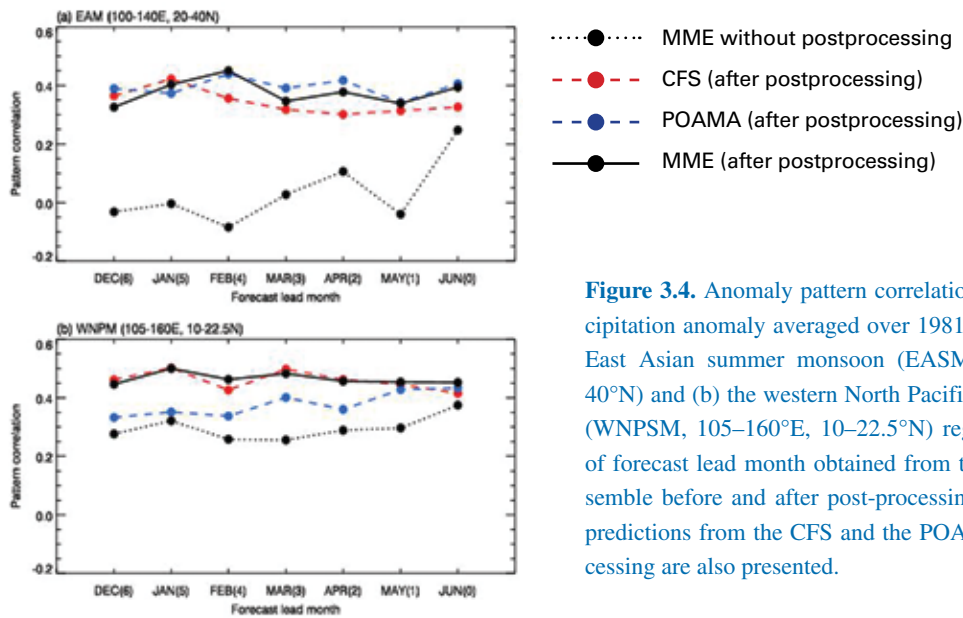 (a) EAM (100-140E, 20-40N)
0.6
0.4
0.2
0.0
-0.2
Pattern correlation
DEC(6) JAN(5) FEB(4) MAR(3) APR(2) MAY(1) JUN(0)
Forecast lead month
(b) WNPM (105-160E, 10-22.5N)
0.6
0.4
0.2
0.0
-0.2
Pattern correlation
DEC(6) JAN(5) FEB(4) MAR(3) APR(2) MAY(1) JUN(0)
Forecast lead month
MME without postprocessing
CFS (after postprocessing)
POAMA (after postprocessing)
MME (after postprocessing)
Figure 3.4. Anomaly pattern correlation
cipitation anomaly averaged over 1981
East Asian summer monsoon (EASM
40°N) and (b) the western North Pacifi
(WNPSM, 105–160°E, 10–22.5°N) reg
of forecast lead month obtained from t
semble before and after post-processin
predictions from the CFS and the POA
cessing are also presented.